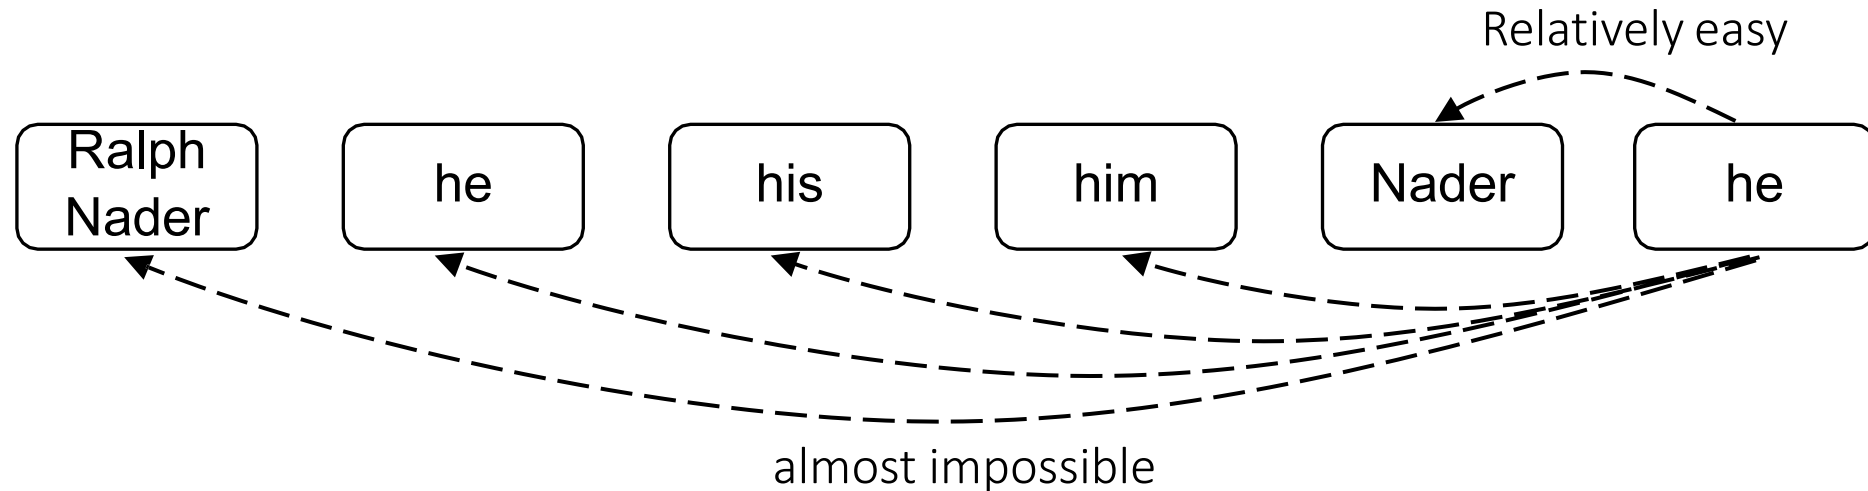 Relatively easy
Ralph
Nader
he
his
him
Nader
he
almost impossible